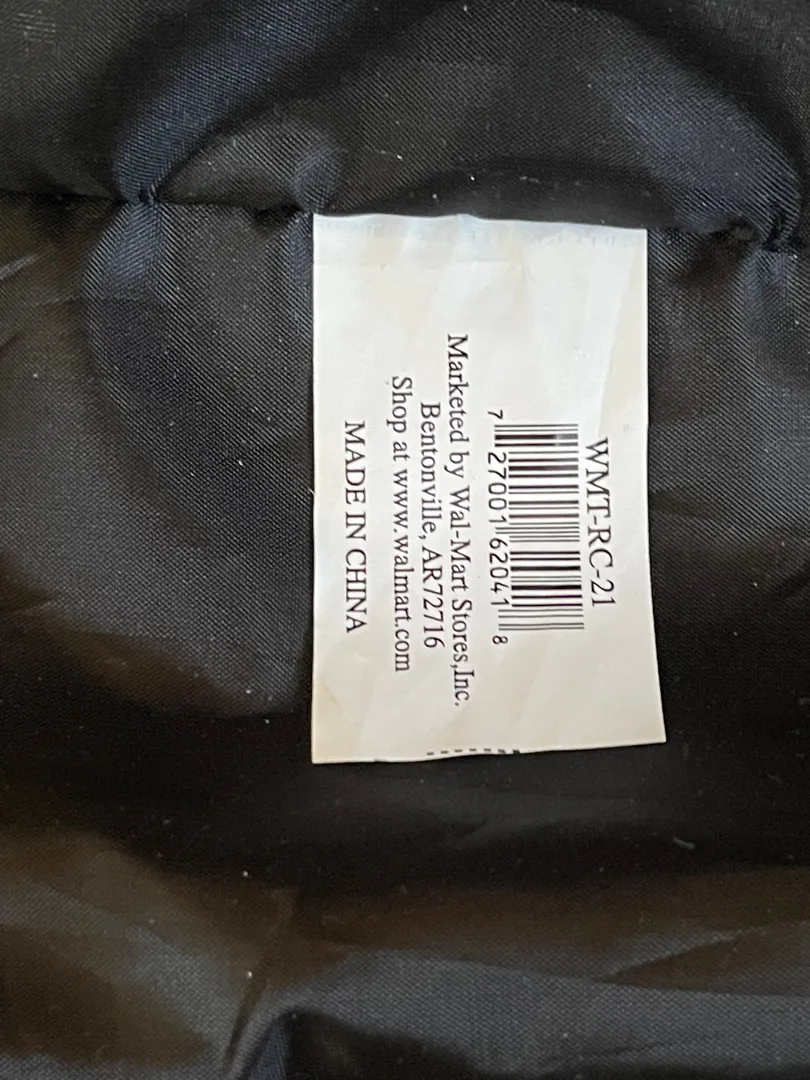 WMT-RC-21
7 27001 62041 8
Marketed by Wal-Mart Stores,Inc.
Bentonville, AR72716
Shop at www.walmart.com
MADE IN CHINA